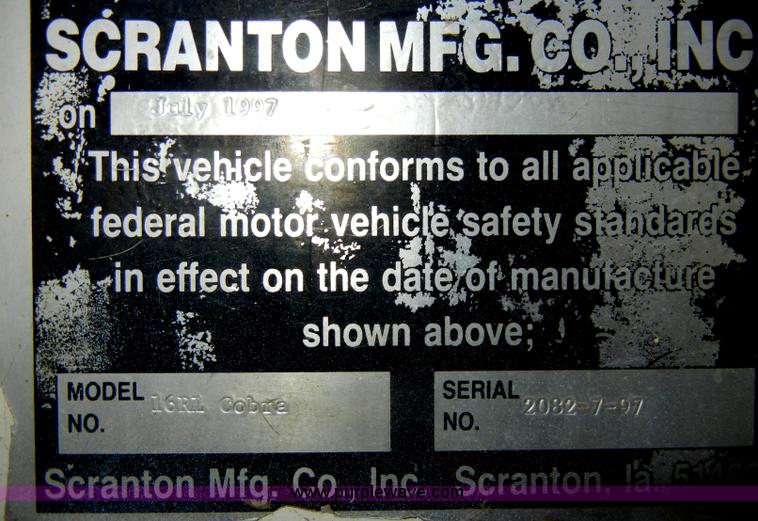 SCRANTON MFG. CO., INC
on July 1997
This vehicle conforms to all applicable
federal motor vehicle safety standards
in effect on the date of manufacture
shown above;
MODEL NO. 16RL Cobra
SERIAL NO. 2082-7-97
Scranton Mfg. Co. Inc. Scranton, Ia.
www.purplewave.com